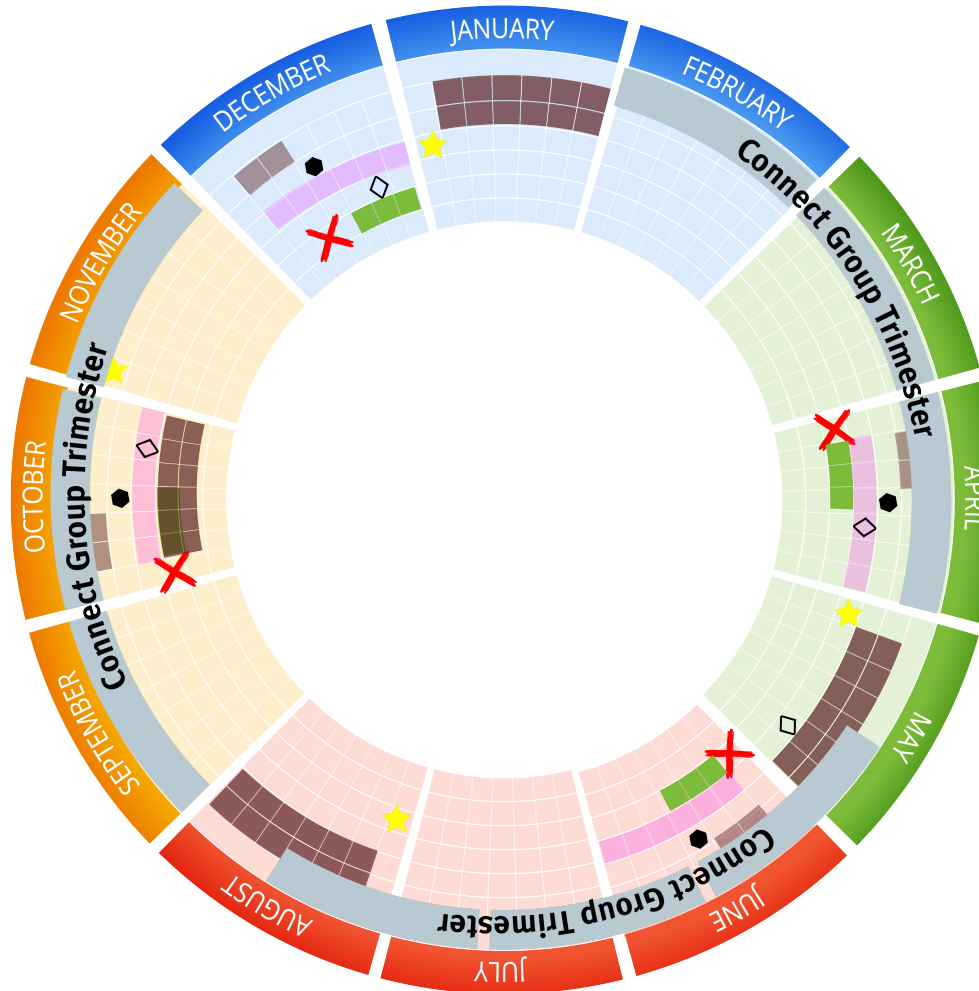 JANUARY
FEBRUARY
MARCH
APRIL
MAY
JUNE
JULY
AUGUST
SEPTEMBER
OCTOBER
NOVEMBER
DECEMBER
Connect Group Trimester
Connect Group Trimester
Connect Group Trimester